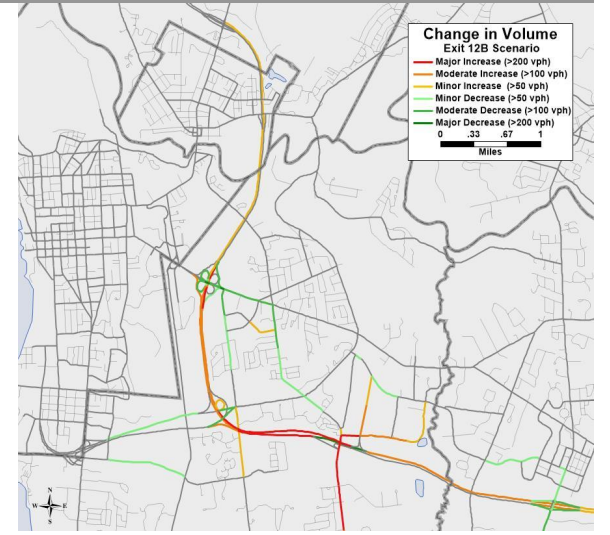 Change in Volume
Exit 12B Scenario
Major Increase (>200 vph)
Moderate Increase (>100 vph)
Minor Increase (>50 vph)
Minor Decrease (>50 vph)
Moderate Decrease (>100 vph)
Major Decrease (>200 vph)
0 .33 .67 1
Miles
N
W E
S